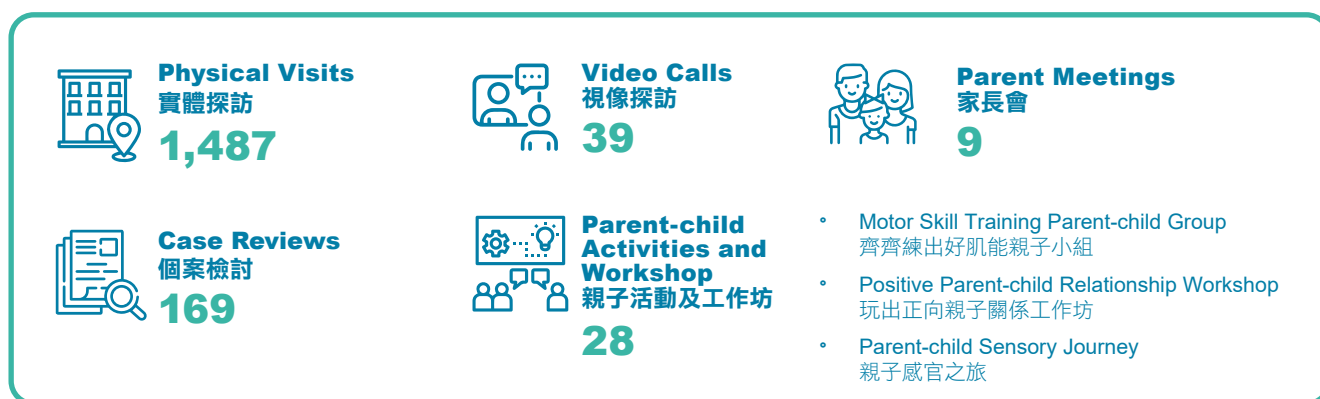 Physical Visits
實體探訪
1,487
Video Calls
視像探訪
39
Parent Meetings
家長會
9
Case Reviews
個案檢討
169
Parent-child
Activities and
Workshop
親子活動及工作坊
28
° Motor Skill Training Parent-child Group
齊齊練出好肌能親子小組
° Positive Parent-child Relationship Workshop
玩出正向親子關係工作坊
° Parent-child Sensory Journey
親子感官之旅